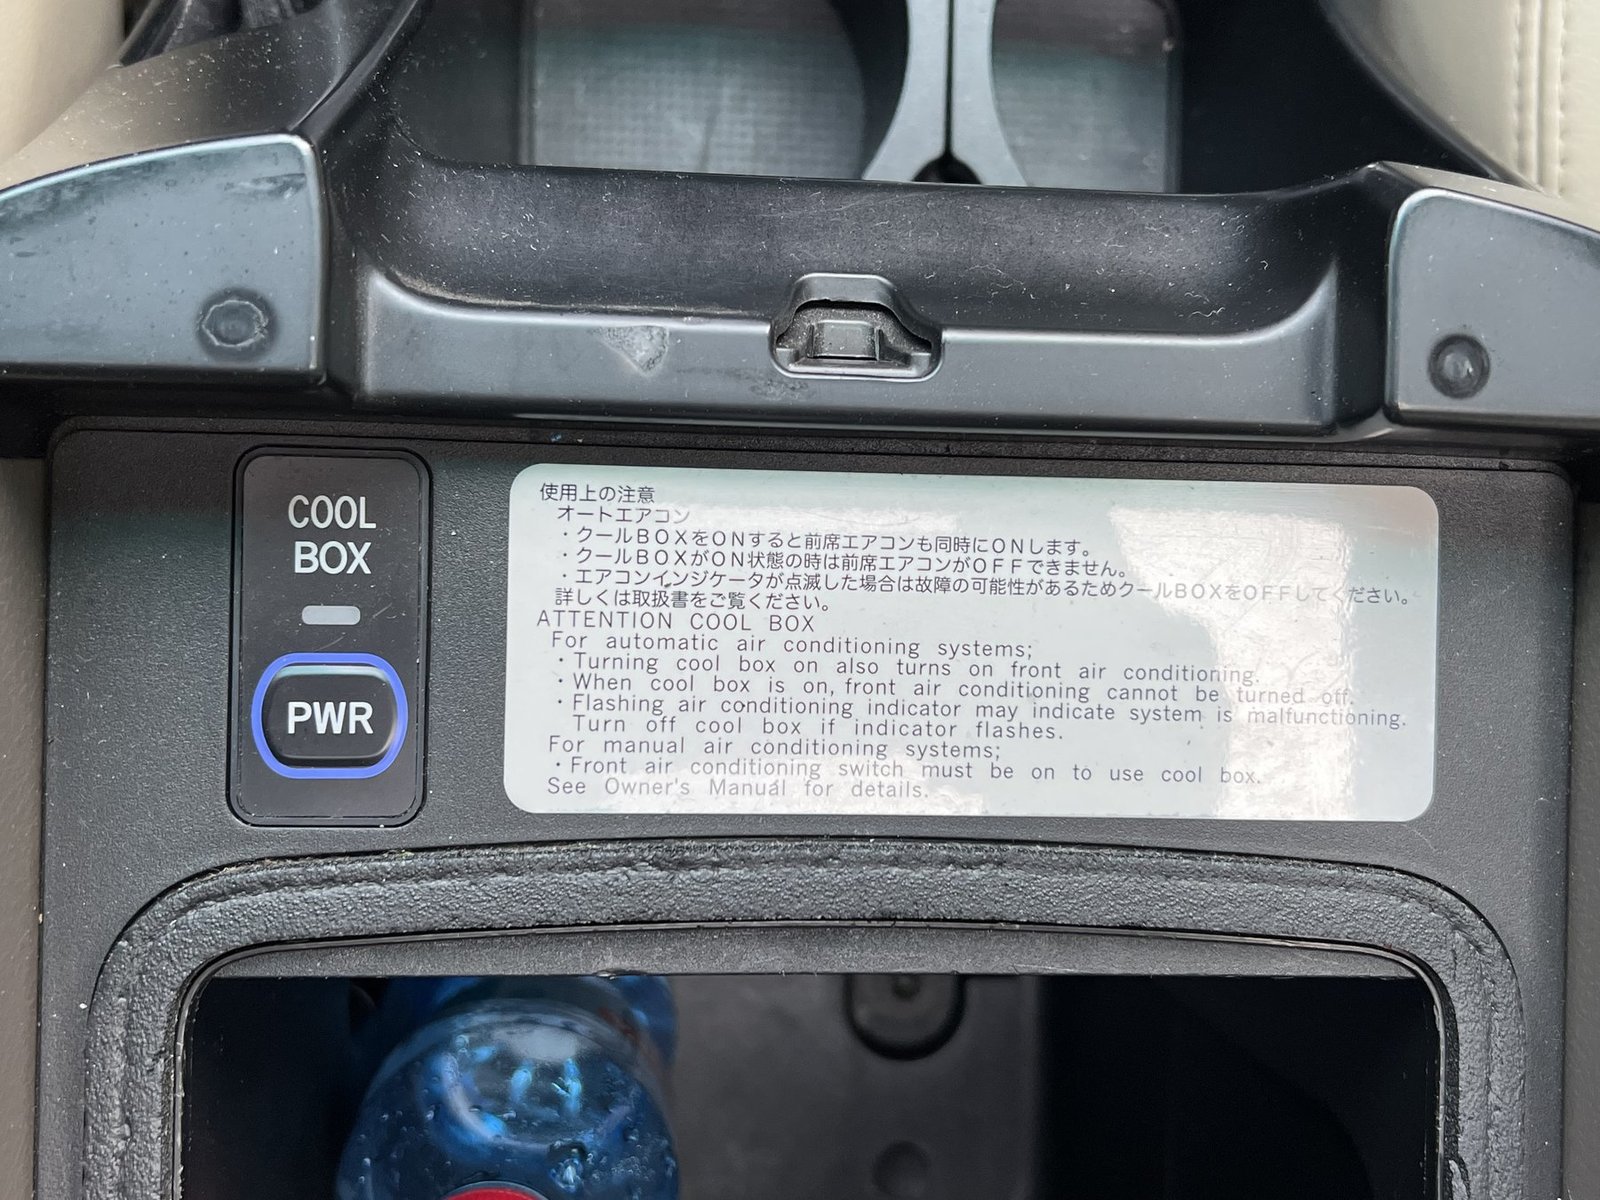 COOL
BOX
PWR
使用上の注意
オートエアコン
・クールＢＯＸをＯＮすると前席エアコンも同時にＯＮします。
・クールＢＯＸがＯＮ状態の時は前席エアコンがＯＦＦできません。
・エアコンインジケータが点滅した場合は故障の可能性があるためクールＢＯＸをＯＦＦしてください。
詳しくは取扱書をご覧ください。
ATTENTION COOL BOX
For automatic air conditioning systems;
・Turning cool box on also turns on front air conditioning.
・When cool box is on, front air conditioning cannot be turned off.
・Flashing air conditioning indicator may indicate system is malfunctioning.
Turn off cool box if indicator flashes.
For manual air conditioning systems;
・Front air conditioning switch must be on to use cool box.
See Owner's Manual for details.